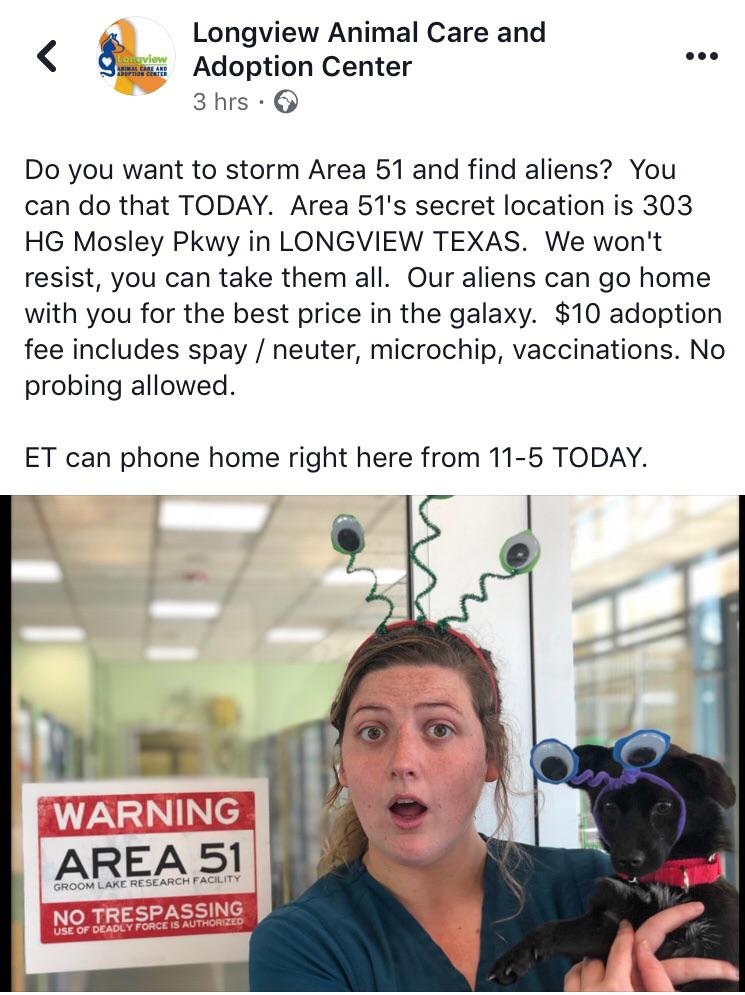 Longview Animal Care and
Adoption Center
3 hrs ·
Longview
ANIMAL CARE AND
ADOPTION CENTER
Do you want to storm Area 51 and find aliens?  You
can do that TODAY.  Area 51's secret location is 303
HG Mosley Pkwy in LONGVIEW TEXAS.  We won't
resist, you can take them all.  Our aliens can go home
with you for the best price in the galaxy.  $10 adoption
fee includes spay / neuter, microchip, vaccinations. No
probing allowed.
ET can phone home right here from 11-5 TODAY.
WARNING
AREA 51
GROOM LAKE RESEARCH FACILITY
NO TRESPASSING
USE OF DEADLY FORCE IS AUTHORIZED